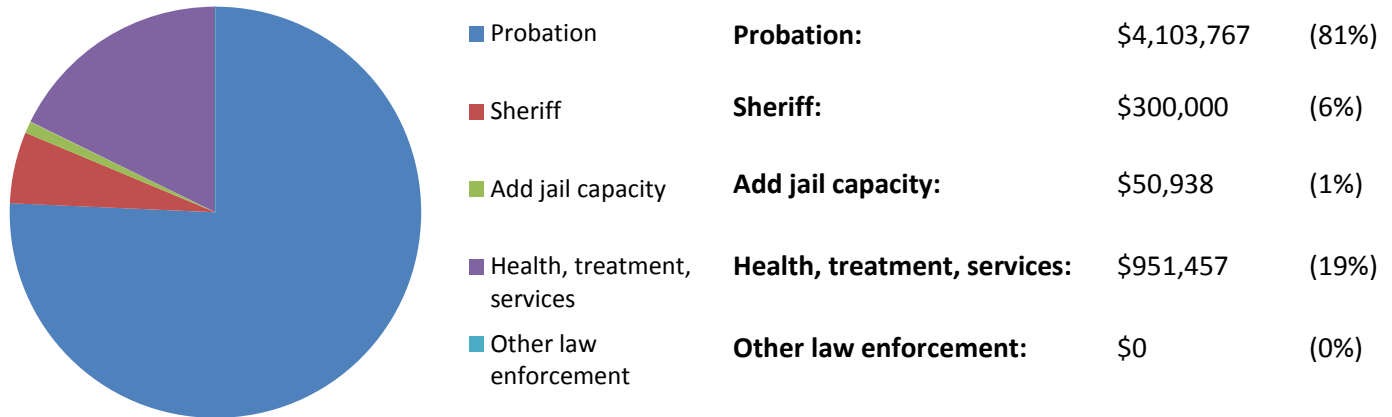 Probation
Probation: $4,103,767 (81%)
Sheriff
Sheriff: $300,000 (6%)
Add jail capacity
Add jail capacity: $50,938 (1%)
Health, treatment,
services
Health, treatment, services: $951,457 (19%)
Other law
enforcement
Other law enforcement: $0 (0%)